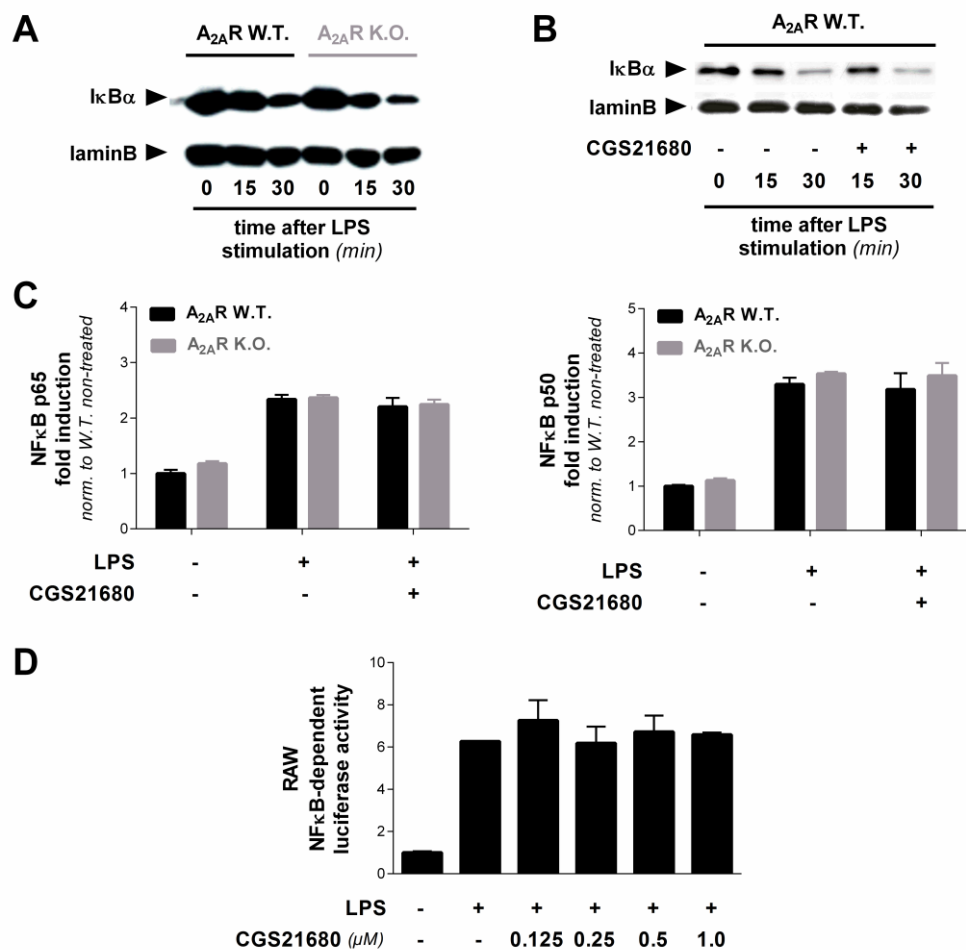 A
A2AR W.T. A2AR K.O.
IκBα
laminB
0 15 30 0 15 30
time after LPS
stimulation (min)
B
A2AR W.T.
IκBα
laminB
CGS21680 - - - + +
0 15 30 15 30
time after LPS
stimulation (min)
C
NFκB p65
fold induction
norm. to W.T. non-treated
4
3
2
1
0
A2AR W.T.
A2AR K.O.
LPS - + +
CGS21680 - - +
NFκB p50
fold induction
norm. to W.T. non-treated
5
4
3
2
1
0
A2AR W.T.
A2AR K.O.
LPS - + +
CGS21680 - - +
D
RAW
NFκB-dependent
luciferase activity
10
8
6
4
2
0
LPS - + + + + +
CGS21680 (µM) - - 0.125 0.25 0.5 1.0